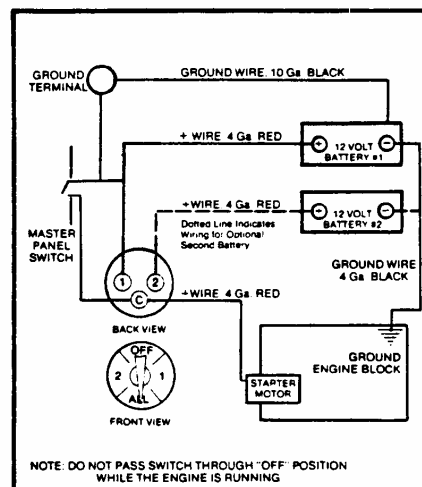 GROUND
TERMINAL
GROUND WIRE, 10 Ga BLACK
+ WIRE 4 Ga RED
12 VOLT
BATTERY #1
+WIRE 4 Ga RED
12 VOLT
BATTERY #2
Dotted Line Indicates
Wiring for Optional
Second Battery
MASTER
PANEL
SWITCH
GROUND WIRE
4 Ga BLACK
1
2
C
+WIRE 4 Ga. RED
BACK VIEW
GROUND
ENGINE BLOCK
OFF
2
1
ALL
STARTER
MOTOR
FRONT VIEW
NOTE: DO NOT PASS SWITCH THROUGH "OFF" POSITION
WHILE THE ENGINE IS RUNNING